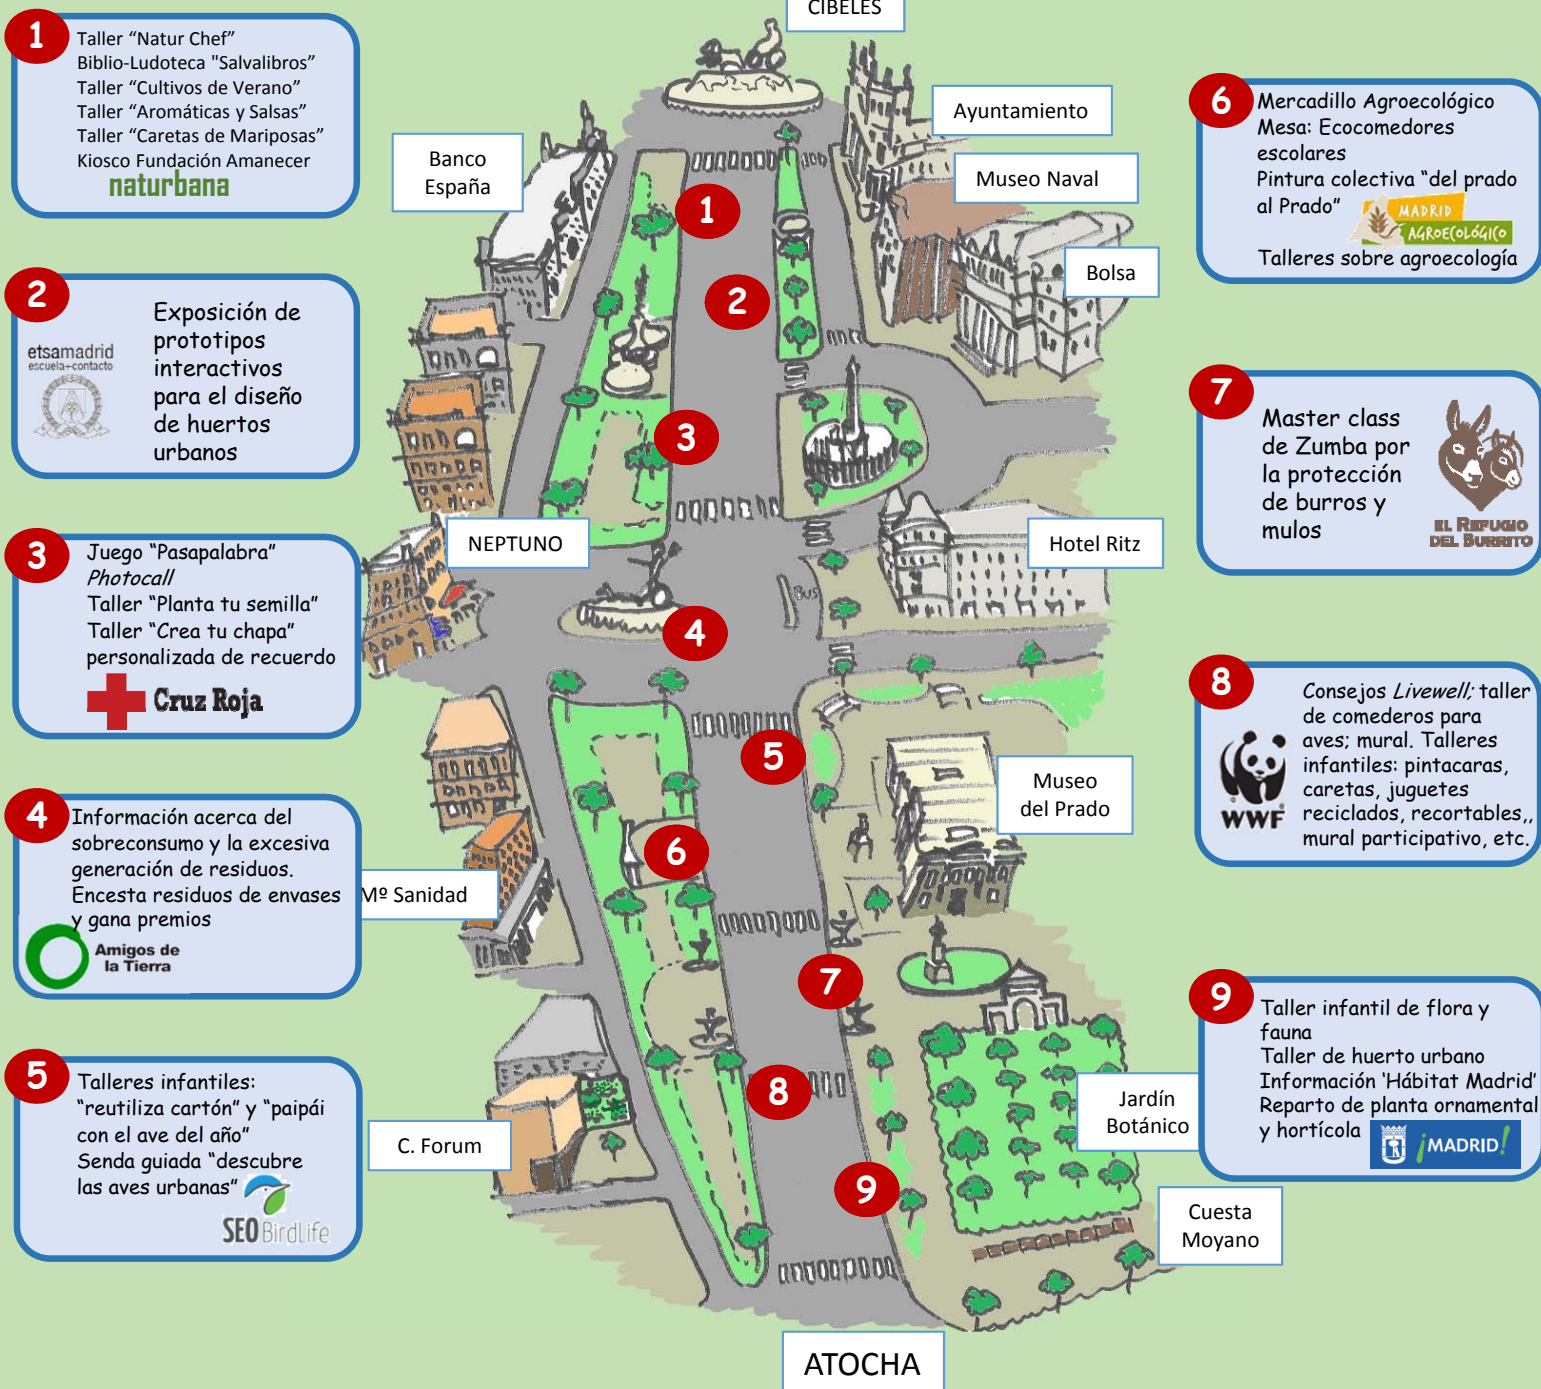 CIBELES
1
Taller “Natur Chef”
Biblio-Ludoteca "Salvalibros”
Taller “Cultivos de Verano”
Taller “Aromáticas y Salsas”
Taller “Caretas de Mariposas”
Kiosco Fundación Amanecer
naturbana
2
etsamadrid
escuela+contacto
Exposición de
prototipos
interactivos
para el diseño
de huertos
urbanos
3
Juego “Pasapalabra”
Photocall
Taller “Planta tu semilla”
Taller “Crea tu chapa”
personalizada de recuerdo
Cruz Roja
4
Información acerca del
sobreconsumo y la excesiva
generación de residuos.
Encesta residuos de envases
y gana premios
Amigos de
la Tierra
5
Talleres infantiles:
“reutiliza cartón” y “paipái
con el ave del año”
Senda guiada “descubre
las aves urbanas”
SEO BirdLife
Banco
España
Ayuntamiento
Museo Naval
Bolsa
1
2
3
NEPTUNO
Hotel Ritz
BUS
4
5
Museo
del Prado
6
Mº Sanidad
7
8
C. Forum
Jardín
Botánico
9
Cuesta
Moyano
ATOCHA
6
Mercadillo Agroecológico
Mesa: Ecocomedores
escolares
Pintura colectiva “del prado
al Prado”
MADRID
AGROECOLÓGICO
Talleres sobre agroecología
7
Master class
de Zumba por
la protección
de burros y
mulos
EL REFUGIO
DEL BURRITO
8
Consejos Livewell; taller
de comederos para
aves; mural. Talleres
infantiles: pintacaras,
caretas, juguetes
reciclados, recortables,,
mural participativo, etc.
WWF
9
Taller infantil de flora y
fauna
Taller de huerto urbano
Información ‘Hábitat Madrid’
Reparto de planta ornamental
y hortícola
¡MADRID!